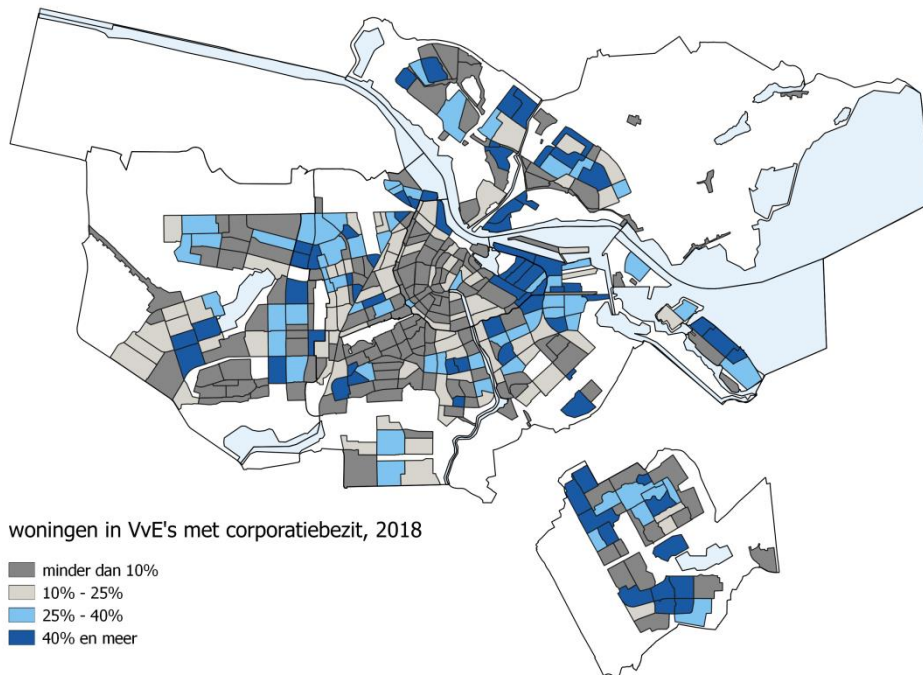 woningen in VvE's met corporatiebezit, 2018
minder dan 10%
10% - 25%
25% - 40%
40% en meer